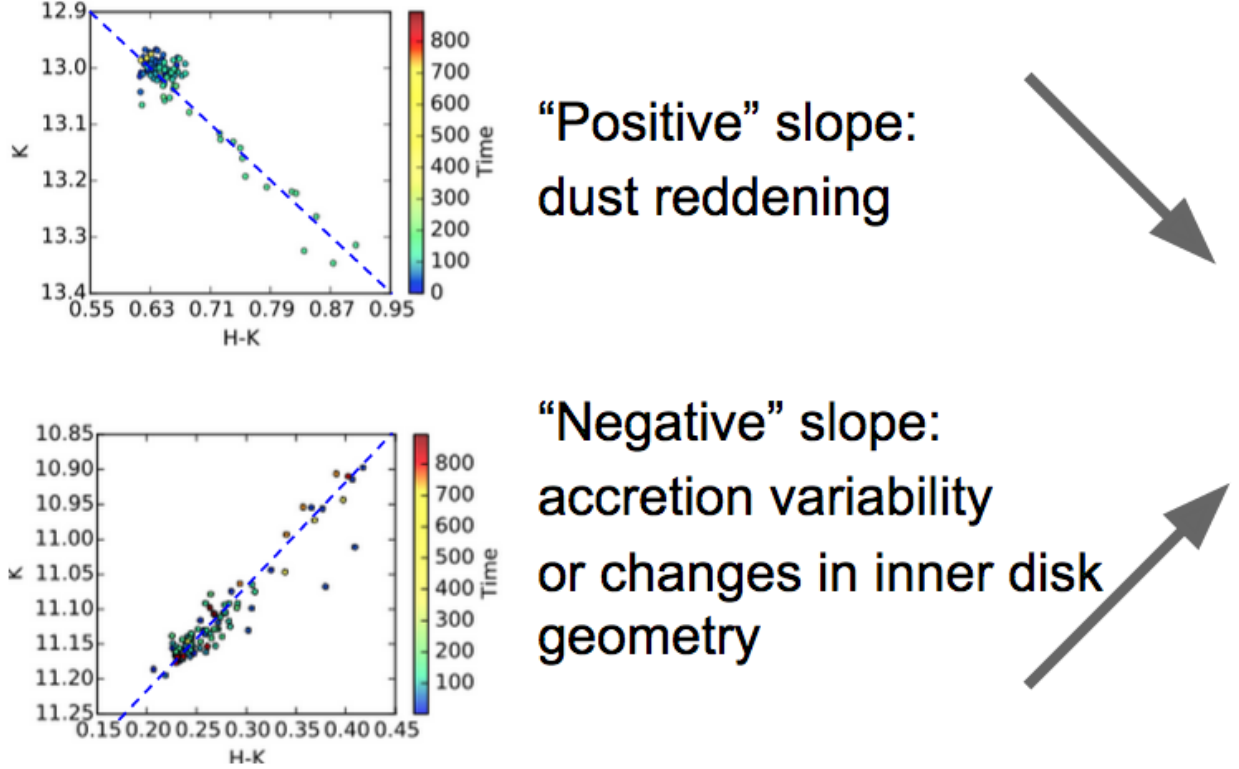 12.9
13.0
13.1
13.2
13.3
13.4
K
0.55 0.63 0.71 0.79 0.87 0.95
H-K
800
700
600
500
400
300
200
100
0
Time
“Positive” slope:
dust reddening
10.85
10.90
10.95
11.00
11.05
11.10
11.15
11.20
11.25
K
0.15 0.20 0.25 0.30 0.35 0.40 0.45
H-K
800
700
600
500
400
300
200
100
Time
“Negative” slope:
accretion variability
or changes in inner disk
geometry